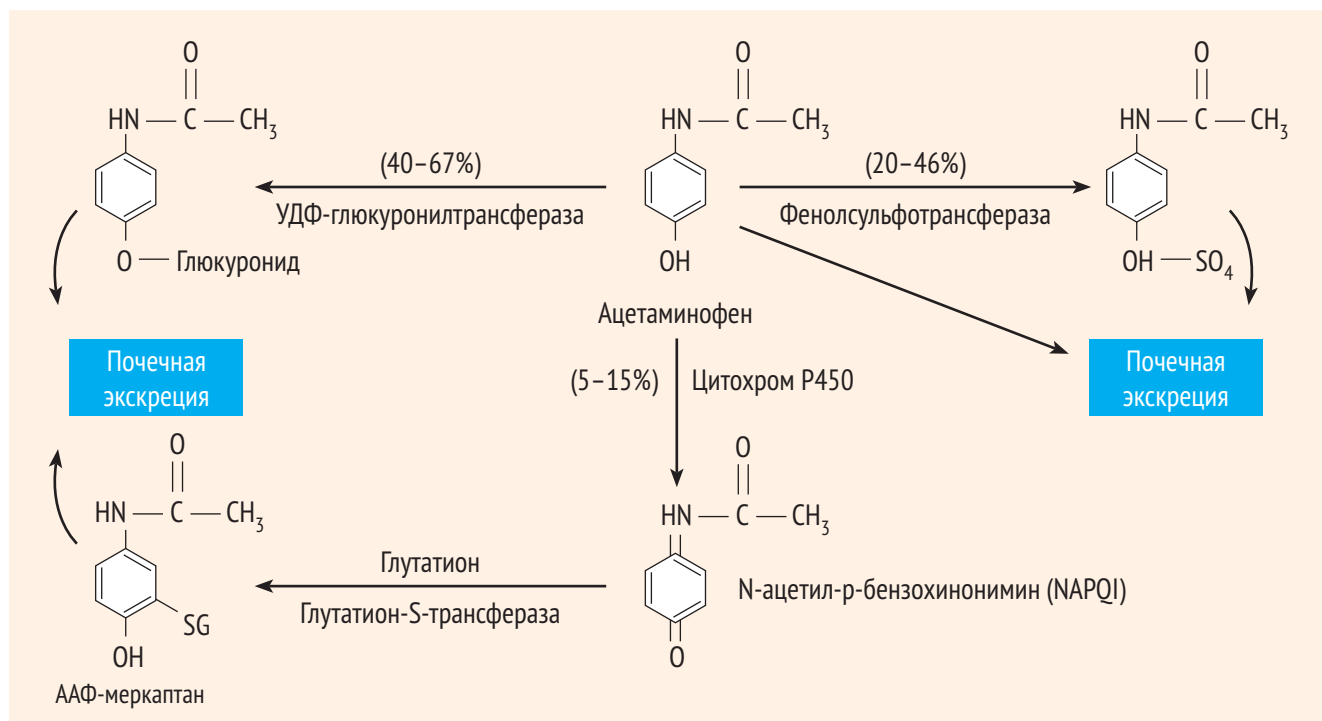 O
HN — C — CH3
(40–67%)
УДФ-глюкуронилтрансфераза
O — Глюкуронид
O
HN — C — CH3
OH
Ацетаминофен
(20–46%)
Фенолсульфотрансфераза
O
HN — C — CH3
OH — SO4
Почечная
экскреция
(5–15%)
Цитохром P450
Почечная
экскреция
O
HN — C — CH3
SG
OH
ААФ-меркаптан
Глутатион
Глутатион-S-трансфераза
O
HN — C — CH3
O
N-ацетил-р-бензохинонимин (NAPQI)